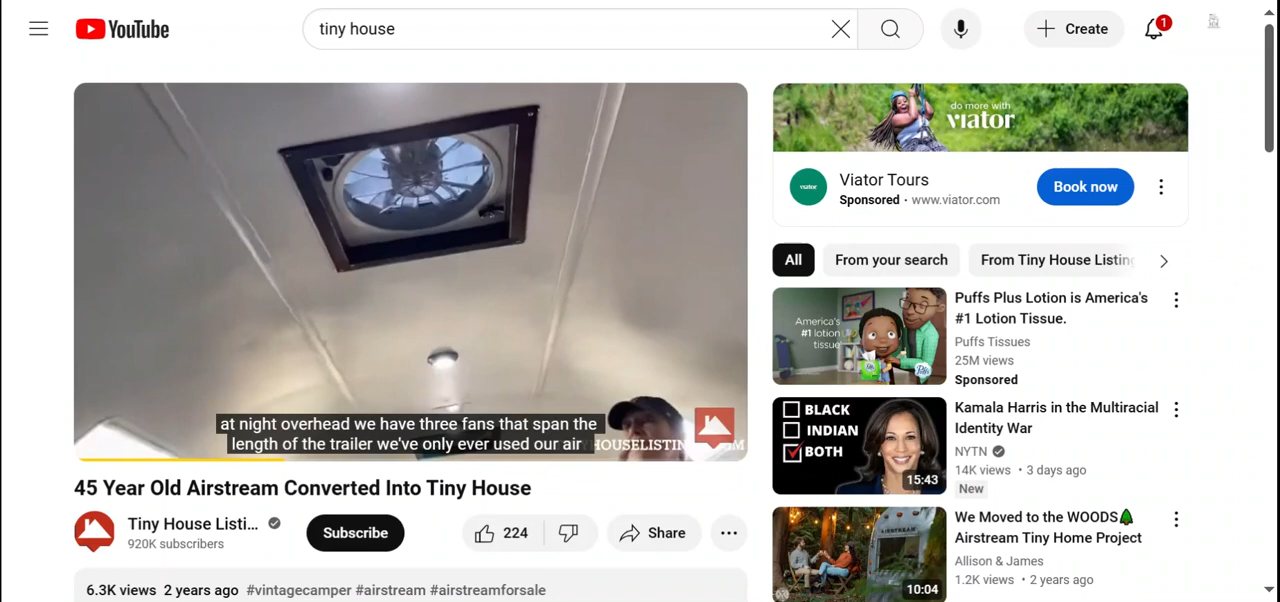 YouTube
tiny house
Create
1
at night overhead we have three fans that span the
length of the trailer we've only ever used our air
45 Year Old Airstream Converted Into Tiny House
Tiny House Listi...
920K subscribers
Subscribe
224
Share
6.3K views 2 years ago #vintagecamper #airstream #airstreamforsale
do more with
viator
viator
Viator Tours
Sponsored · www.viator.com
Book now
All
From your search
From Tiny House Listing
America's
#1 lotion
tissue
Puffs
Puffs Plus Lotion is America's
#1 Lotion Tissue.
Puffs Tissues
25M views
Sponsored
BLACK
INDIAN
BOTH
15:43
Kamala Harris in the Multiracial
Identity War
NYTN
14K views • 3 days ago
New
AIRSTREAM
10:04
We Moved to the WOODS🌲
Airstream Tiny Home Project
Allison & James
1.2K views • 2 years ago